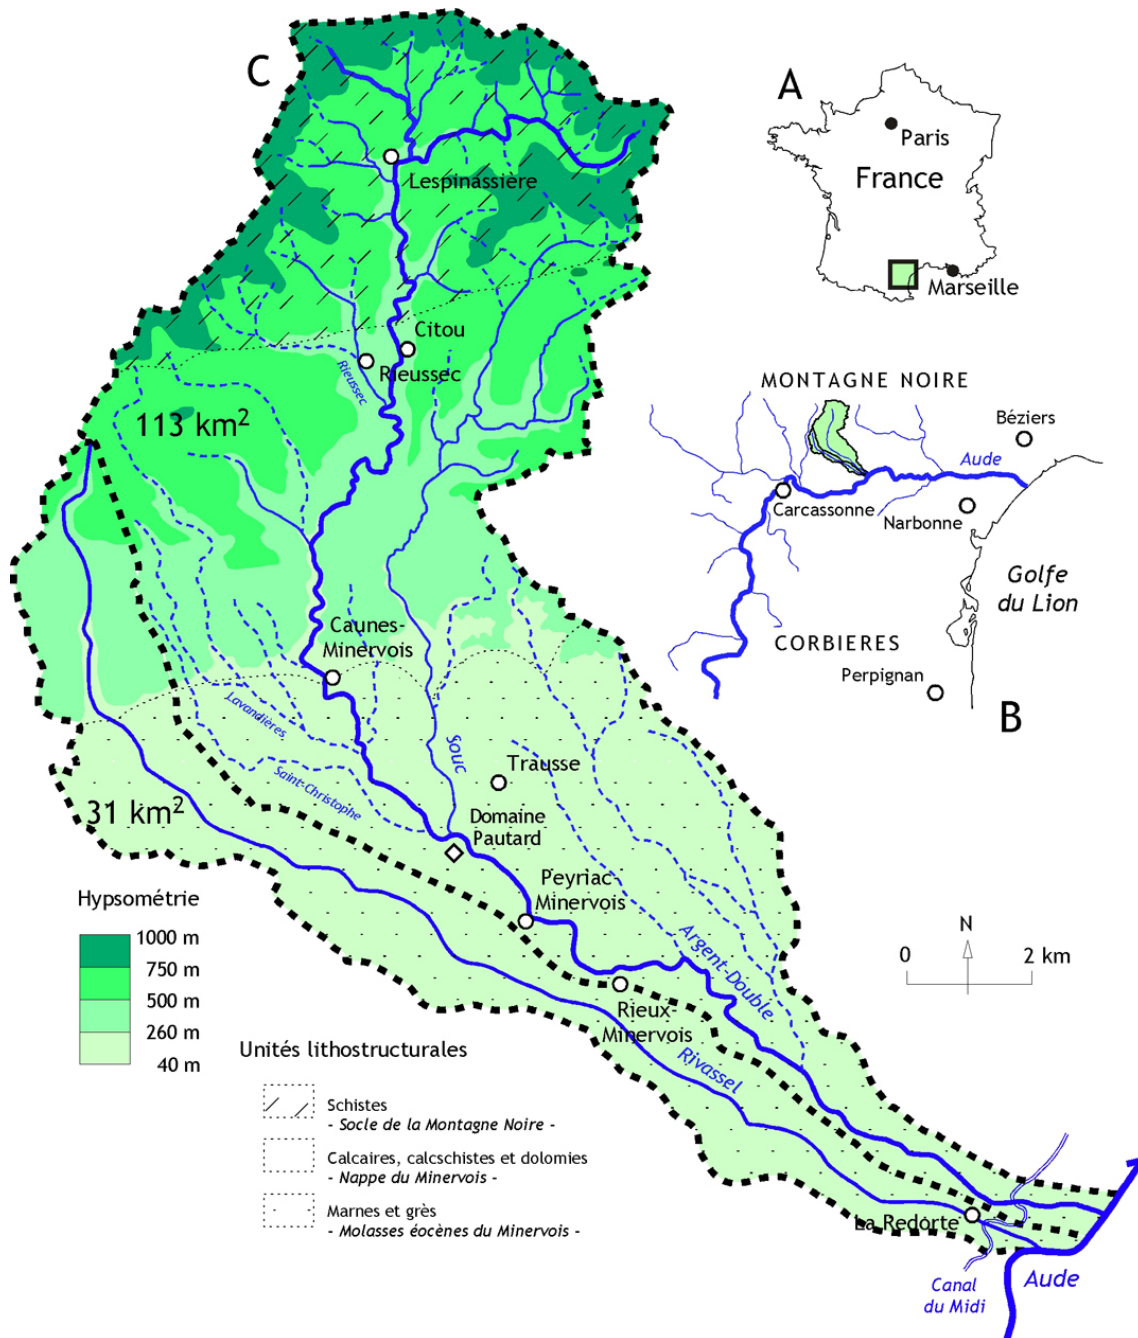 C
A
Paris
France
Marseille
Lespinassière
Citou
Rieussec
Rieussec
113 km²
MONTAGNE NOIRE
Béziers
Aude
Carcassonne
Narbonne
Golfe
du Lion
CORBIERES
Perpignan
B
Caunes-
Minervois
Lavandières
Souc
Saint-Christophe
Trausse
31 km²
Domaine
Pautard
Peyriac-
Minervois
Argent-Double
Rieux-
Minervois
Rivassel
N
0 2 km
Hypsométrie
1000 m
750 m
500 m
260 m
40 m
Unités lithostructurales
Schistes
- Socle de la Montagne Noire -
Calcaires, calcschistes et dolomies
- Nappe du Minervois -
Marnes et grès
- Molasses éocènes du Minervois -
La Redorte
Canal
du Midi
Aude